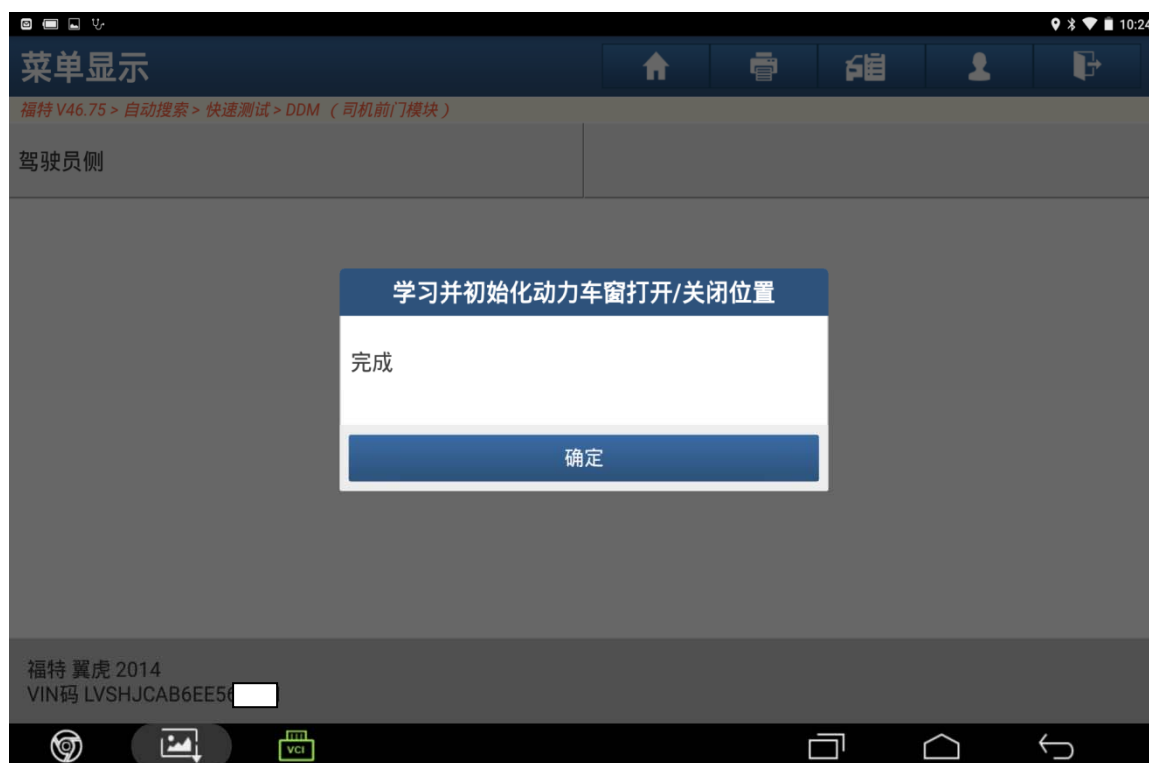 10:24
菜单显示
福特 V46.75 > 自动搜索 > 快速测试 > DDM （司机前门模块）
驾驶员侧
学习并初始化动力车窗打开/关闭位置
完成
确定
福特 翼虎 2014
VIN码 LVSHJCAB6EE56
VCI